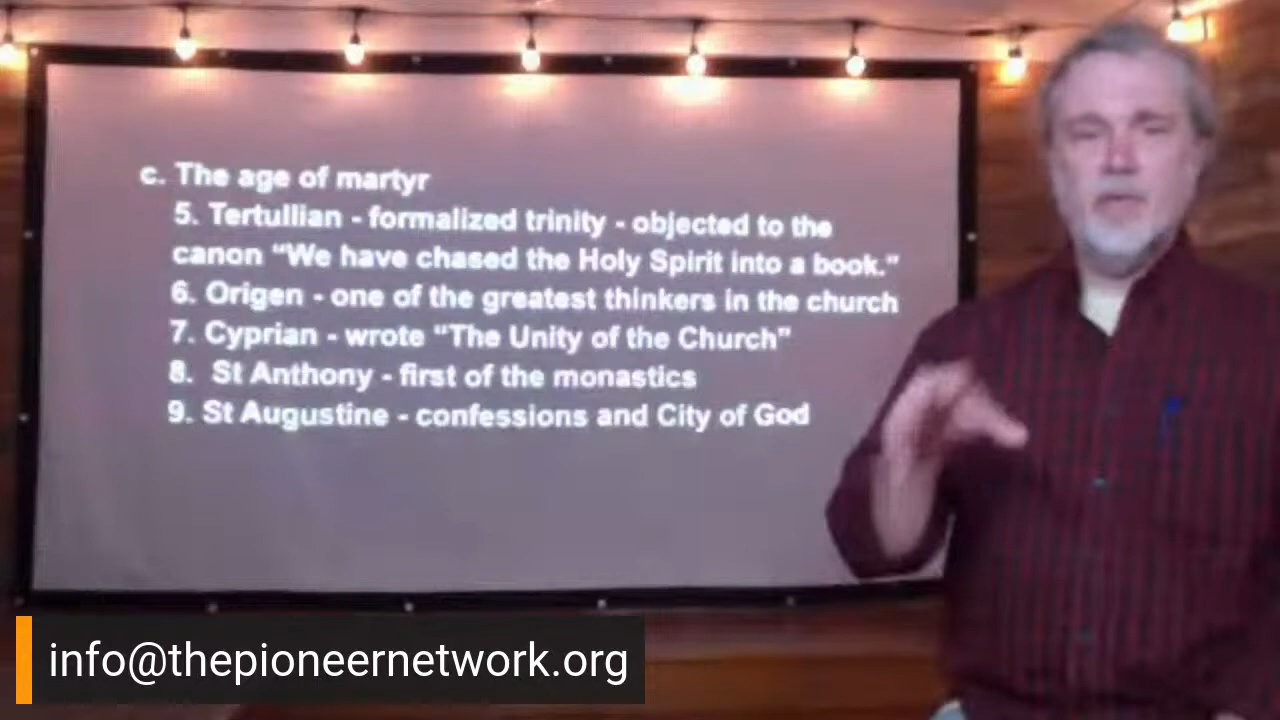 c. The age of martyr
5. Tertullian - formalized trinity - objected to the
canon “We have chased the Holy Spirit into a book.”
6. Origen - one of the greatest thinkers in the church
7. Cyprian - wrote “The Unity of the Church”
8. St Anthony - first of the monastics
9. St Augustine - confessions and City of God
info@thepioneernetwork.org